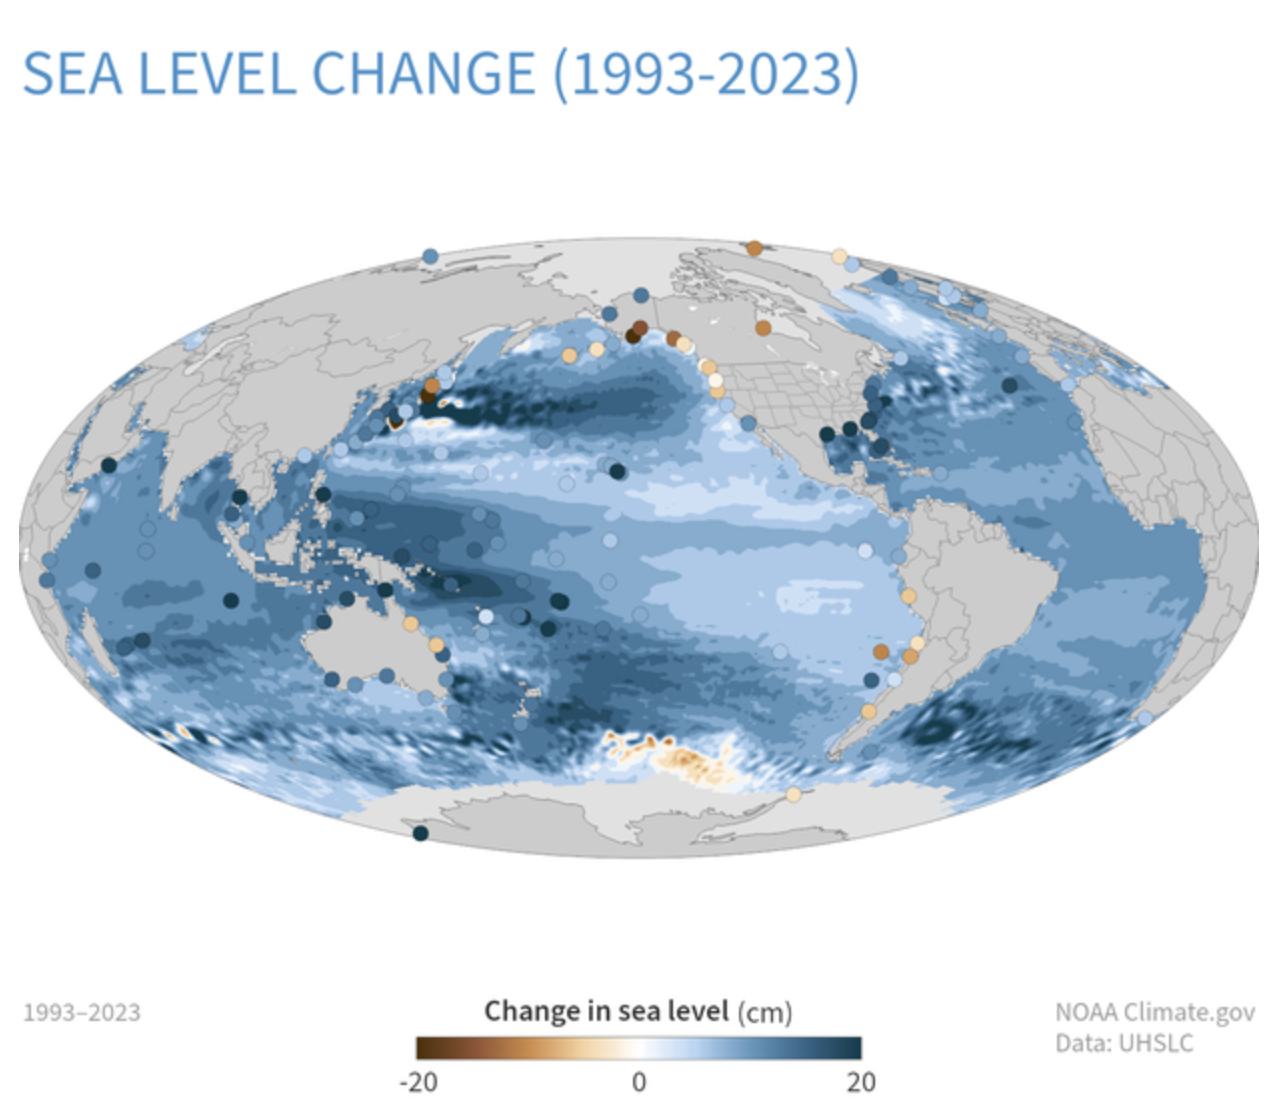 SEA LEVEL CHANGE (1993-2023)
1993–2023
Change in sea level (cm)
-20 0 20
NOAA Climate.gov
Data: UHSLC